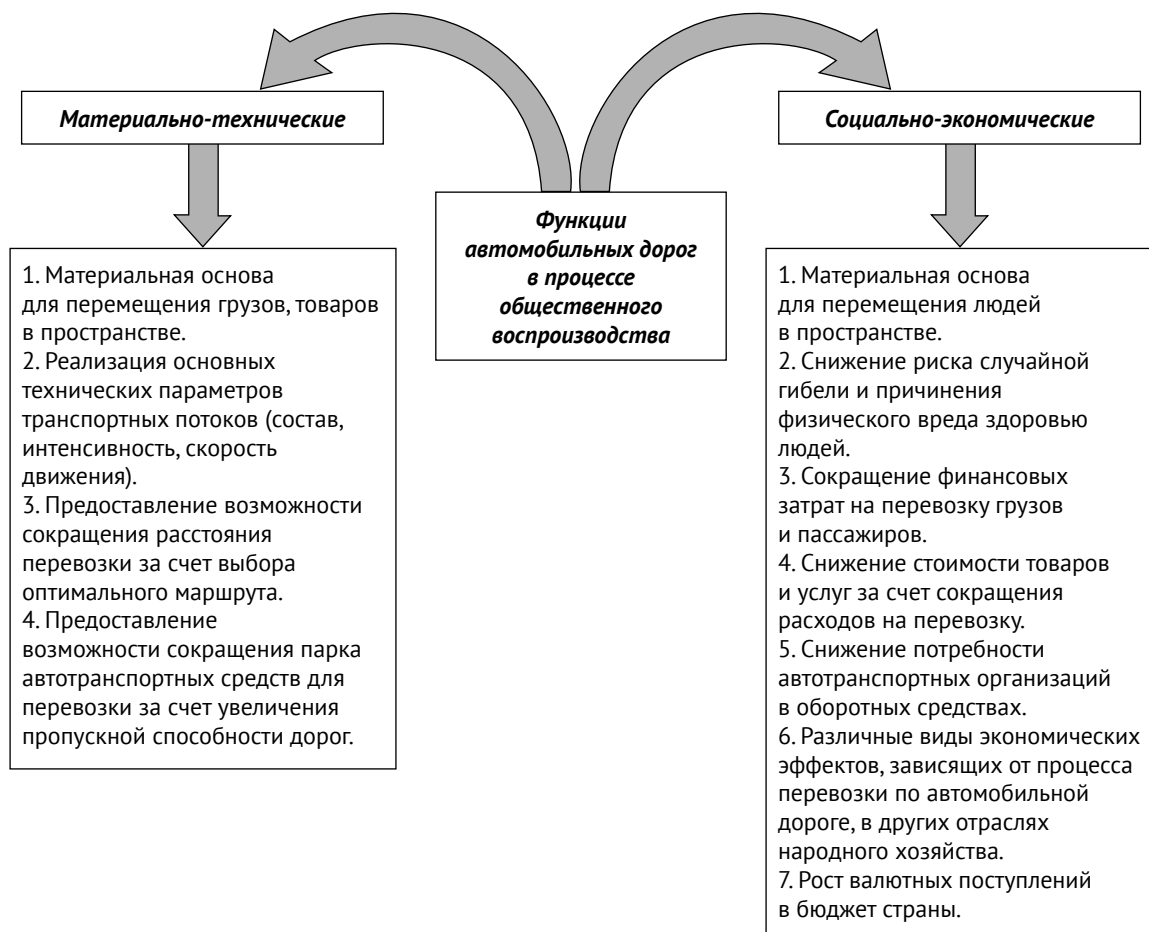 Материально-технические
Социально-экономические
Функции
автомобильных дорог
в процессе
общественного
воспроизводства
1. Материальная основа
для перемещения грузов, товаров
в пространстве.
2. Реализация основных
технических параметров
транспортных потоков (состав,
интенсивность, скорость
движения).
3. Предоставление возможности
сокращения расстояния
перевозки за счет выбора
оптимального маршрута.
4. Предоставление
возможности сокращения парка
автотранспортных средств для
перевозки за счет увеличения
пропускной способности дорог.
1. Материальная основа
для перемещения людей
в пространстве.
2. Снижение риска случайной
гибели и причинения
физического вреда здоровью
людей.
3. Сокращение финансовых
затрат на перевозку грузов
и пассажиров.
4. Снижение стоимости товаров
и услуг за счет сокращения
расходов на перевозку.
5. Снижение потребности
автотранспортных организаций
в оборотных средствах.
6. Различные виды экономических
эффектов, зависящих от процесса
перевозки по автомобильной
дороге, в других отраслях
народного хозяйства.
7. Рост валютных поступлений
в бюджет страны.